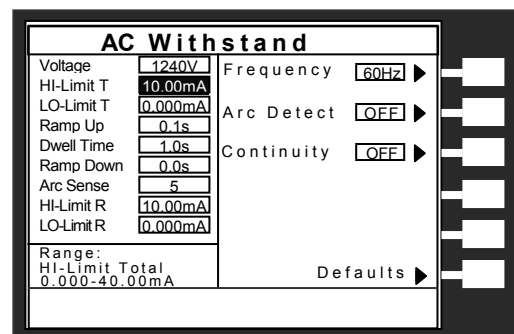 AC Withstand
Voltage 1240V
HI-Limit T 10.00mA
LO-Limit T 0.000mA
Ramp Up 0.1s
Dwell Time 1.0s
Ramp Down 0.0s
Arc Sense 5
HI-Limit R 10.00mA
LO-Limit R 0.000mA
Range:
HI-Limit Total
0.000-40.00mA
Frequency 60Hz
Arc Detect OFF
Continuity OFF
Defaults